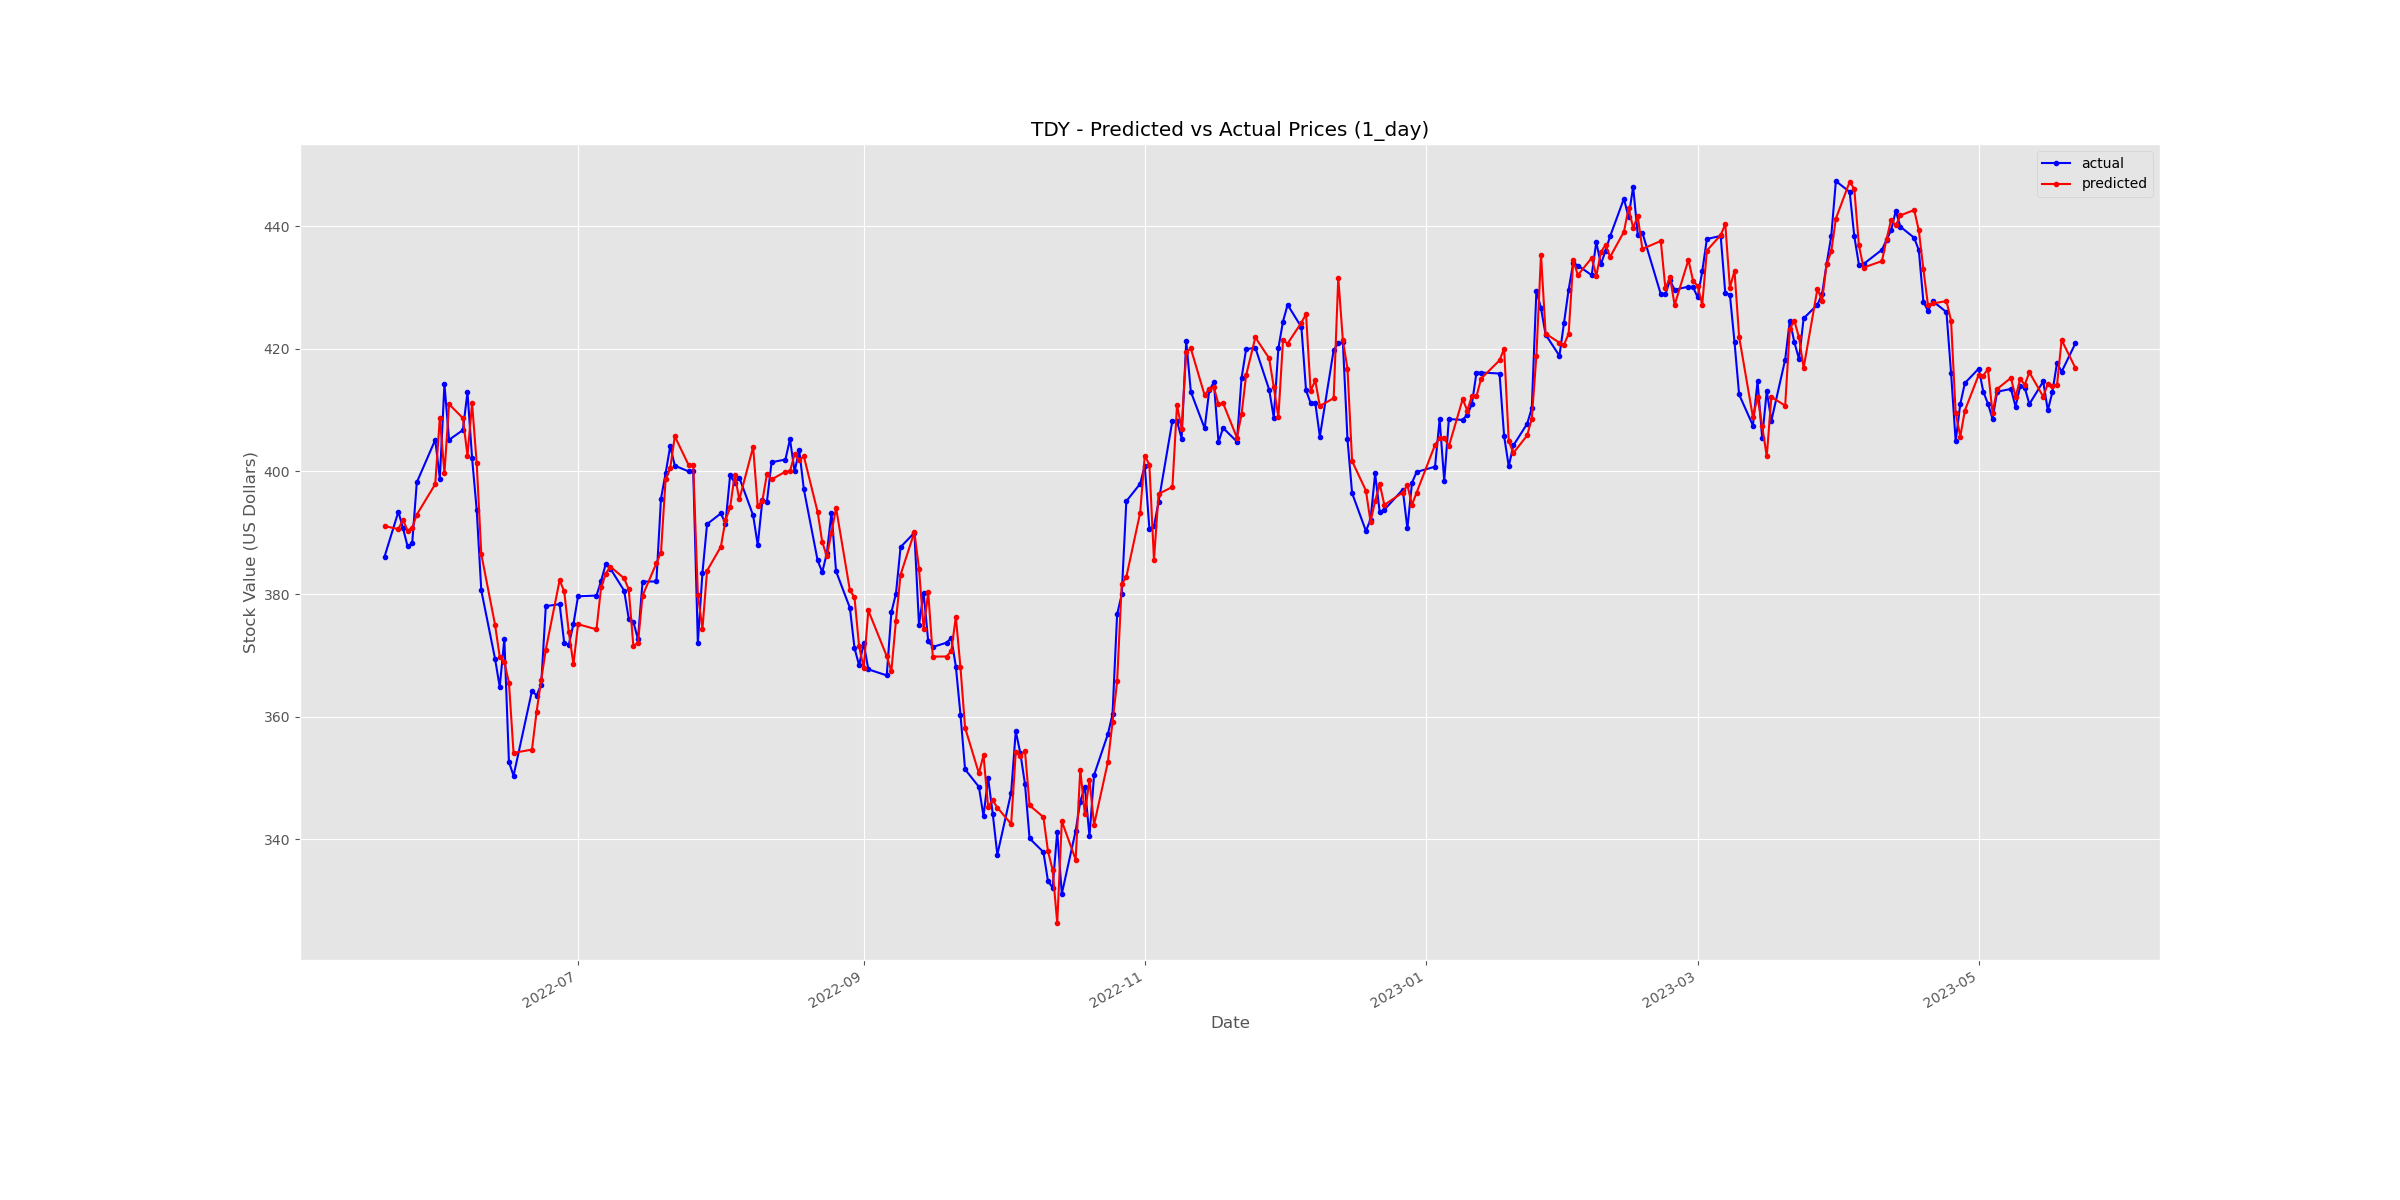 TDY - Predicted vs Actual Prices (1_day)
actual
predicted
Stock Value (US Dollars)
440
420
400
380
360
340
2022-07
2022-09
2022-11
2023-01
2023-03
2023-05
Date